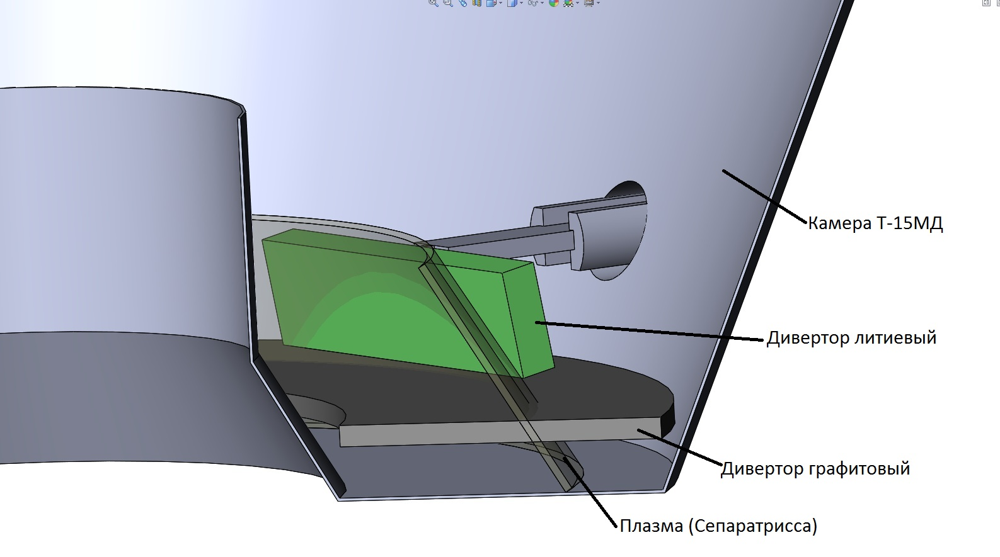 Камера Т-15МД
Дивертор литиевый
Дивертор графитовый
Плазма (Сепаратрисса)